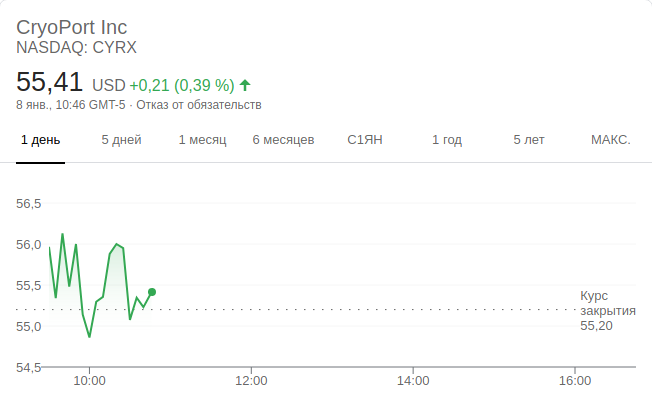 CryoPort Inc
NASDAQ: CYRX
55,41 USD +0,21 (0,39 %)
8 янв., 10:46 GMT-5 · Отказ от обязательств
1 день 5 дней 1 месяц 6 месяцев С1ЯН 1 год 5 лет МАКС.
56,5
56,0
55,5
55,0
54,5
Курс
закрытия
55,20
10:00 12:00 14:00 16:00